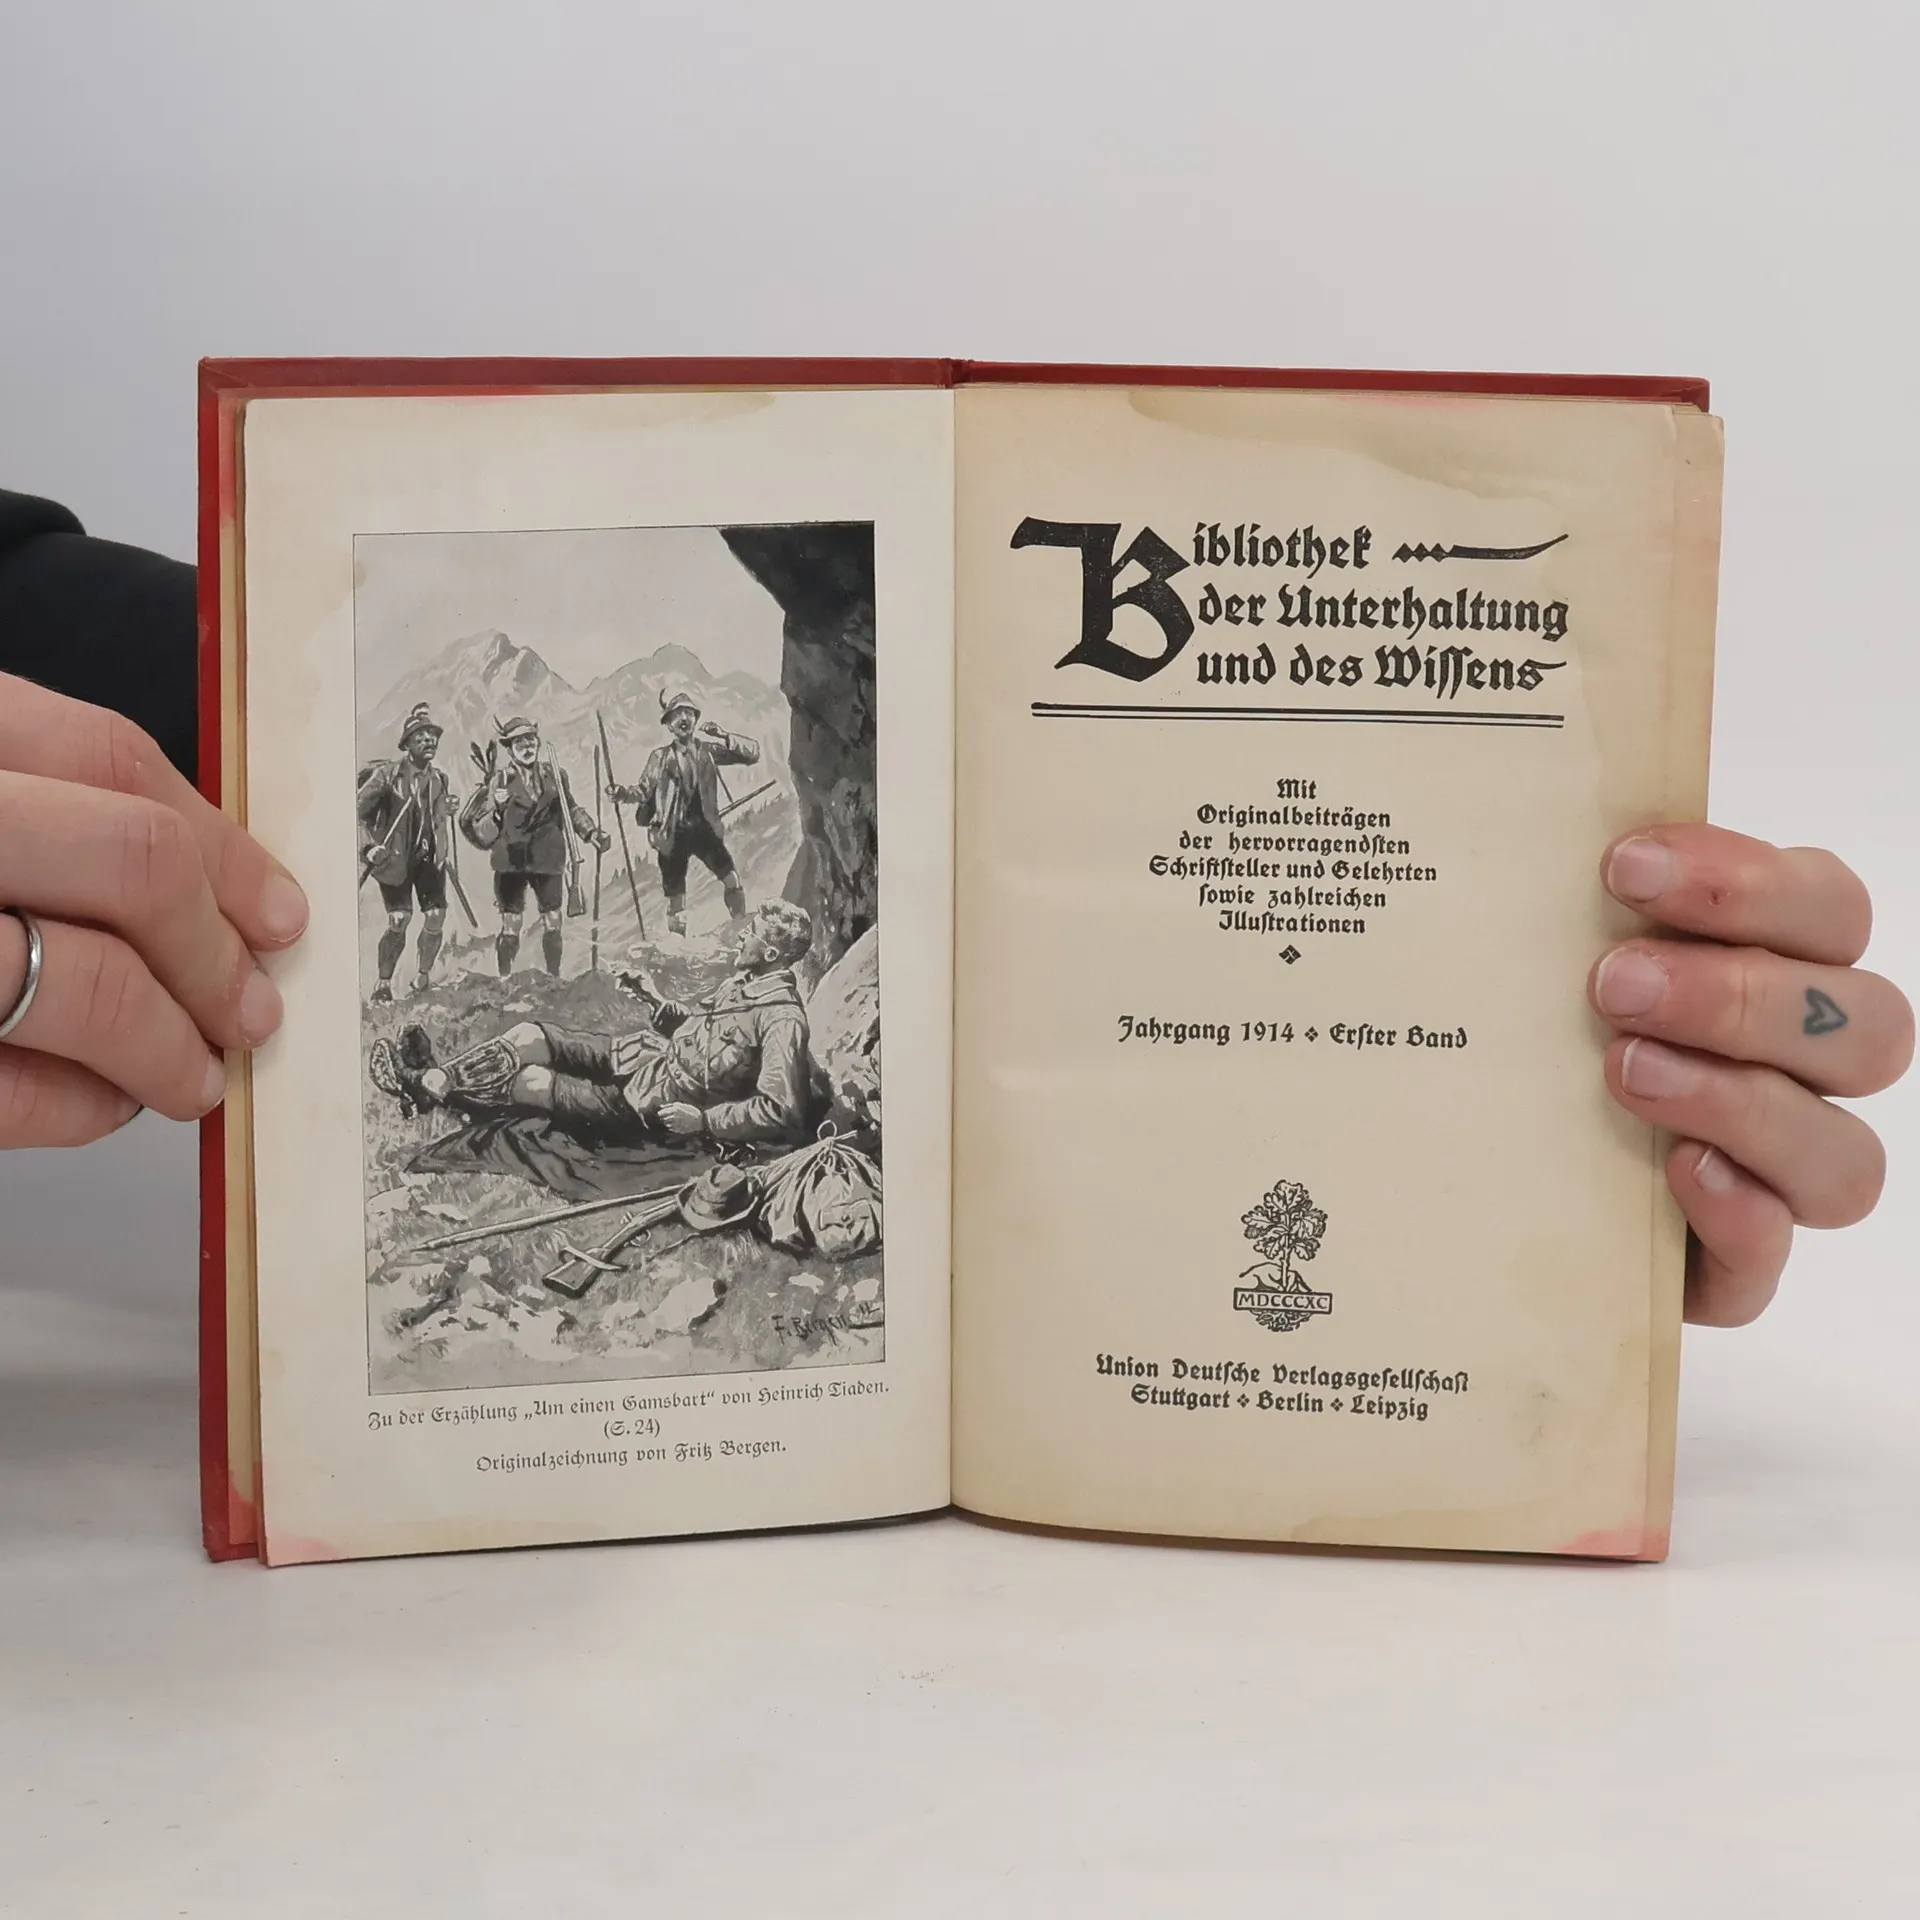 F. Bergen
Zu der Erzählung „Um einen Gamsbart“ von Heinrich Tiaden.
(S. 24)
Originalzeichnung von Fritz Bergen.
Bibliothek
der Unterhaltung
und des Wissens
Mit
Originalbeiträgen
der hervorragendsten
Schriftsteller und Gelehrten
sowie zahlreichen
Illustrationen
Jahrgang 1914 ❖ Erster Band
MDCCCXC
Union Deutsche Verlagsgesellschaft
Stuttgart ❖ Berlin ❖ Leipzig